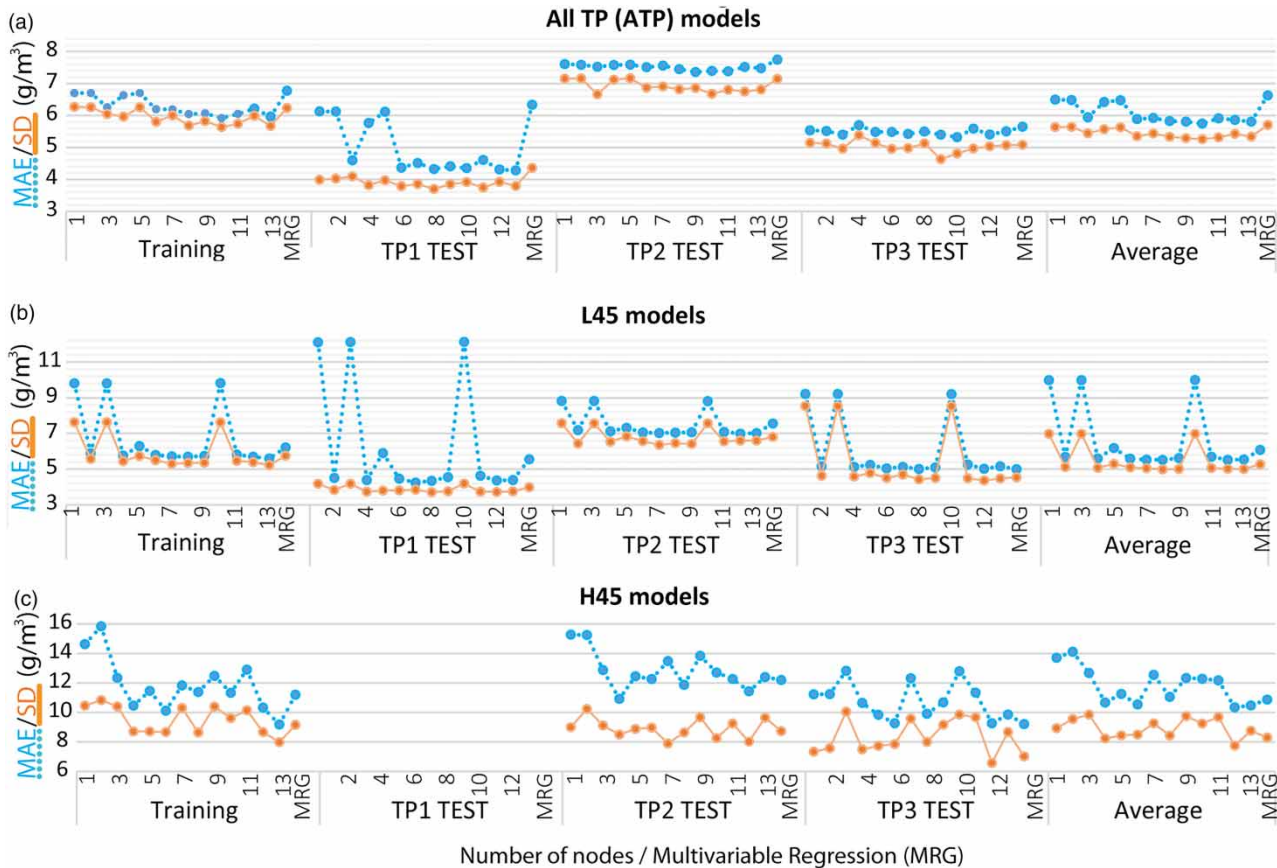 (a)
All TP (ATP) models
MAE/SD (g/m³)
8
7
6
5
4
3
1 3 5 7 9 11 13 MRG 2 4 6 8 10 12 MRG 1 3 5 7 9 11 13 MRG 2 4 6 8 10 12 MRG 1 3 5 7 9 11 13 MRG
Training TP1 TEST TP2 TEST TP3 TEST Average
(b)
L45 models
MAE/SD (g/m³)
11
9
7
5
3
1 3 5 7 9 11 13 MRG 2 4 6 8 10 12 MRG 1 3 5 7 9 11 13 MRG 2 4 6 8 10 12 MRG 1 3 5 7 9 11 13 MRG
Training TP1 TEST TP2 TEST TP3 TEST Average
(c)
H45 models
MAE/SD (g/m³)
16
14
12
10
8
6
1 3 5 7 9 11 13 MRG 2 4 6 8 10 12 MRG 1 3 5 7 9 11 13 MRG 2 4 6 8 10 12 MRG 1 3 5 7 9 11 13 MRG
Training TP1 TEST TP2 TEST TP3 TEST Average
Number of nodes / Multivariable Regression (MRG)